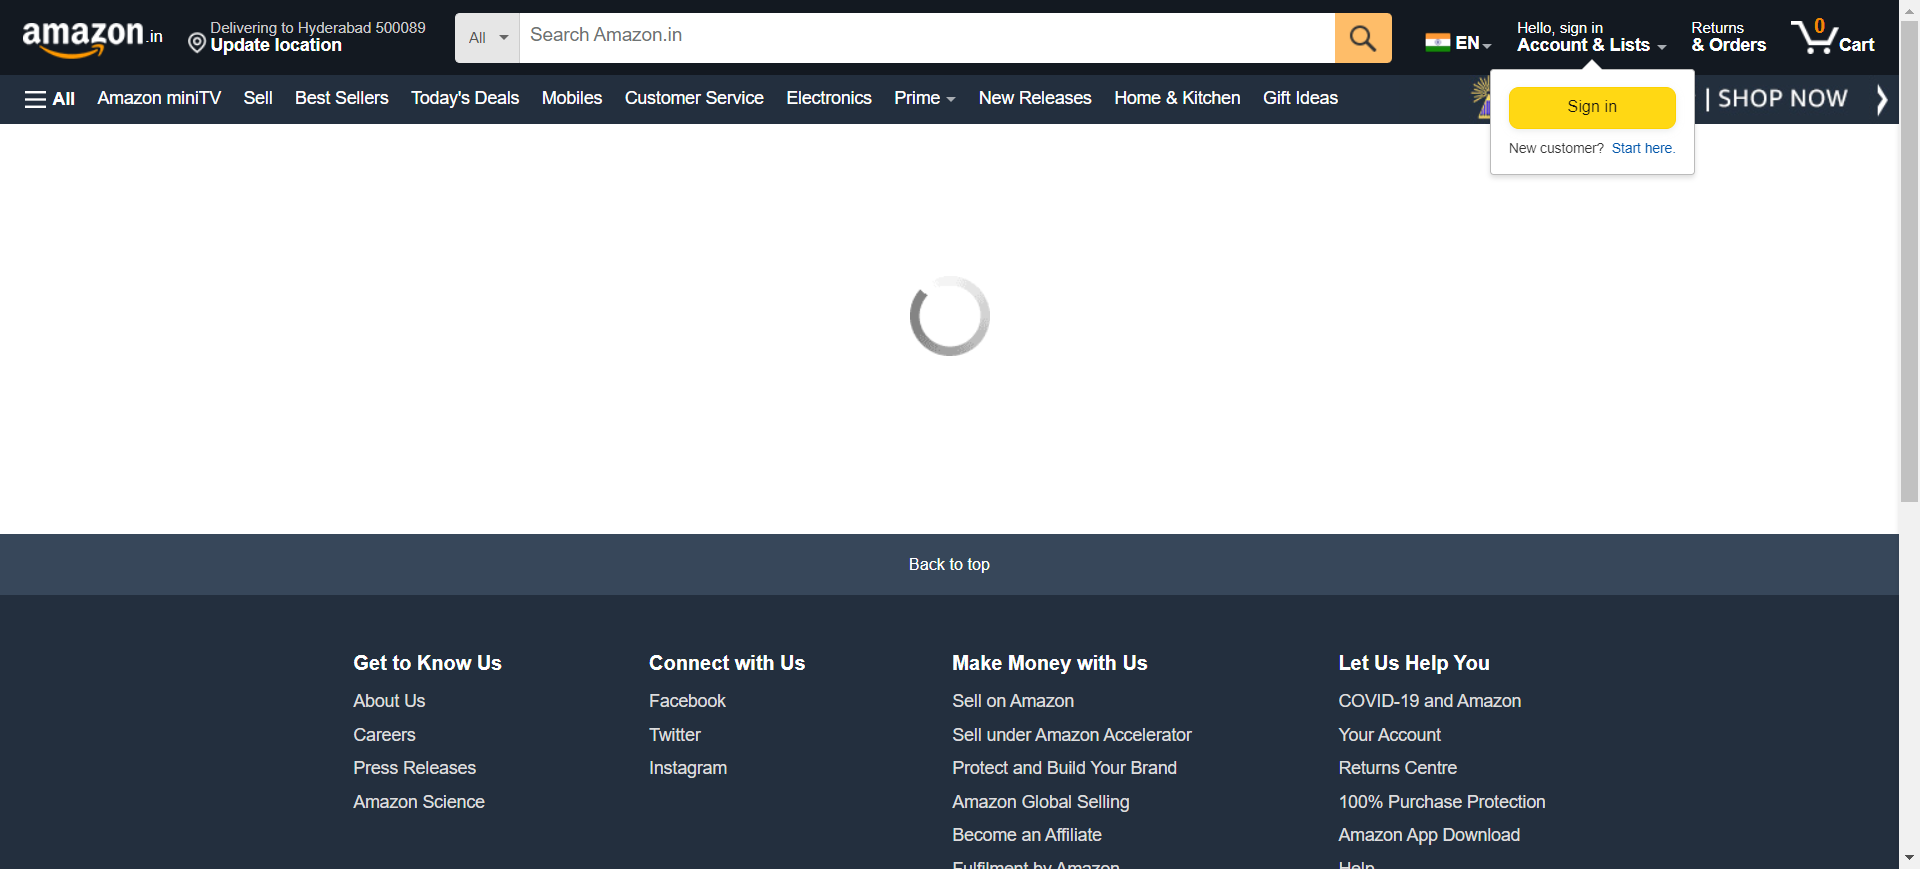 amazon.in
Delivering to Hyderabad 500089
Update location
All
Search Amazon.in
EN
Hello, sign in
Account & Lists
Returns
& Orders
0
Cart
All
Amazon miniTV
Sell
Best Sellers
Today's Deals
Mobiles
Customer Service
Electronics
Prime
New Releases
Home & Kitchen
Gift Ideas
| SHOP NOW
Sign in
New customer? Start here.
Back to top
Get to Know Us
About Us
Careers
Press Releases
Amazon Science
Connect with Us
Facebook
Twitter
Instagram
Make Money with Us
Sell on Amazon
Sell under Amazon Accelerator
Protect and Build Your Brand
Amazon Global Selling
Become an Affiliate
Fulfilment by Amazon
Let Us Help You
COVID-19 and Amazon
Your Account
Returns Centre
100% Purchase Protection
Amazon App Download
Help